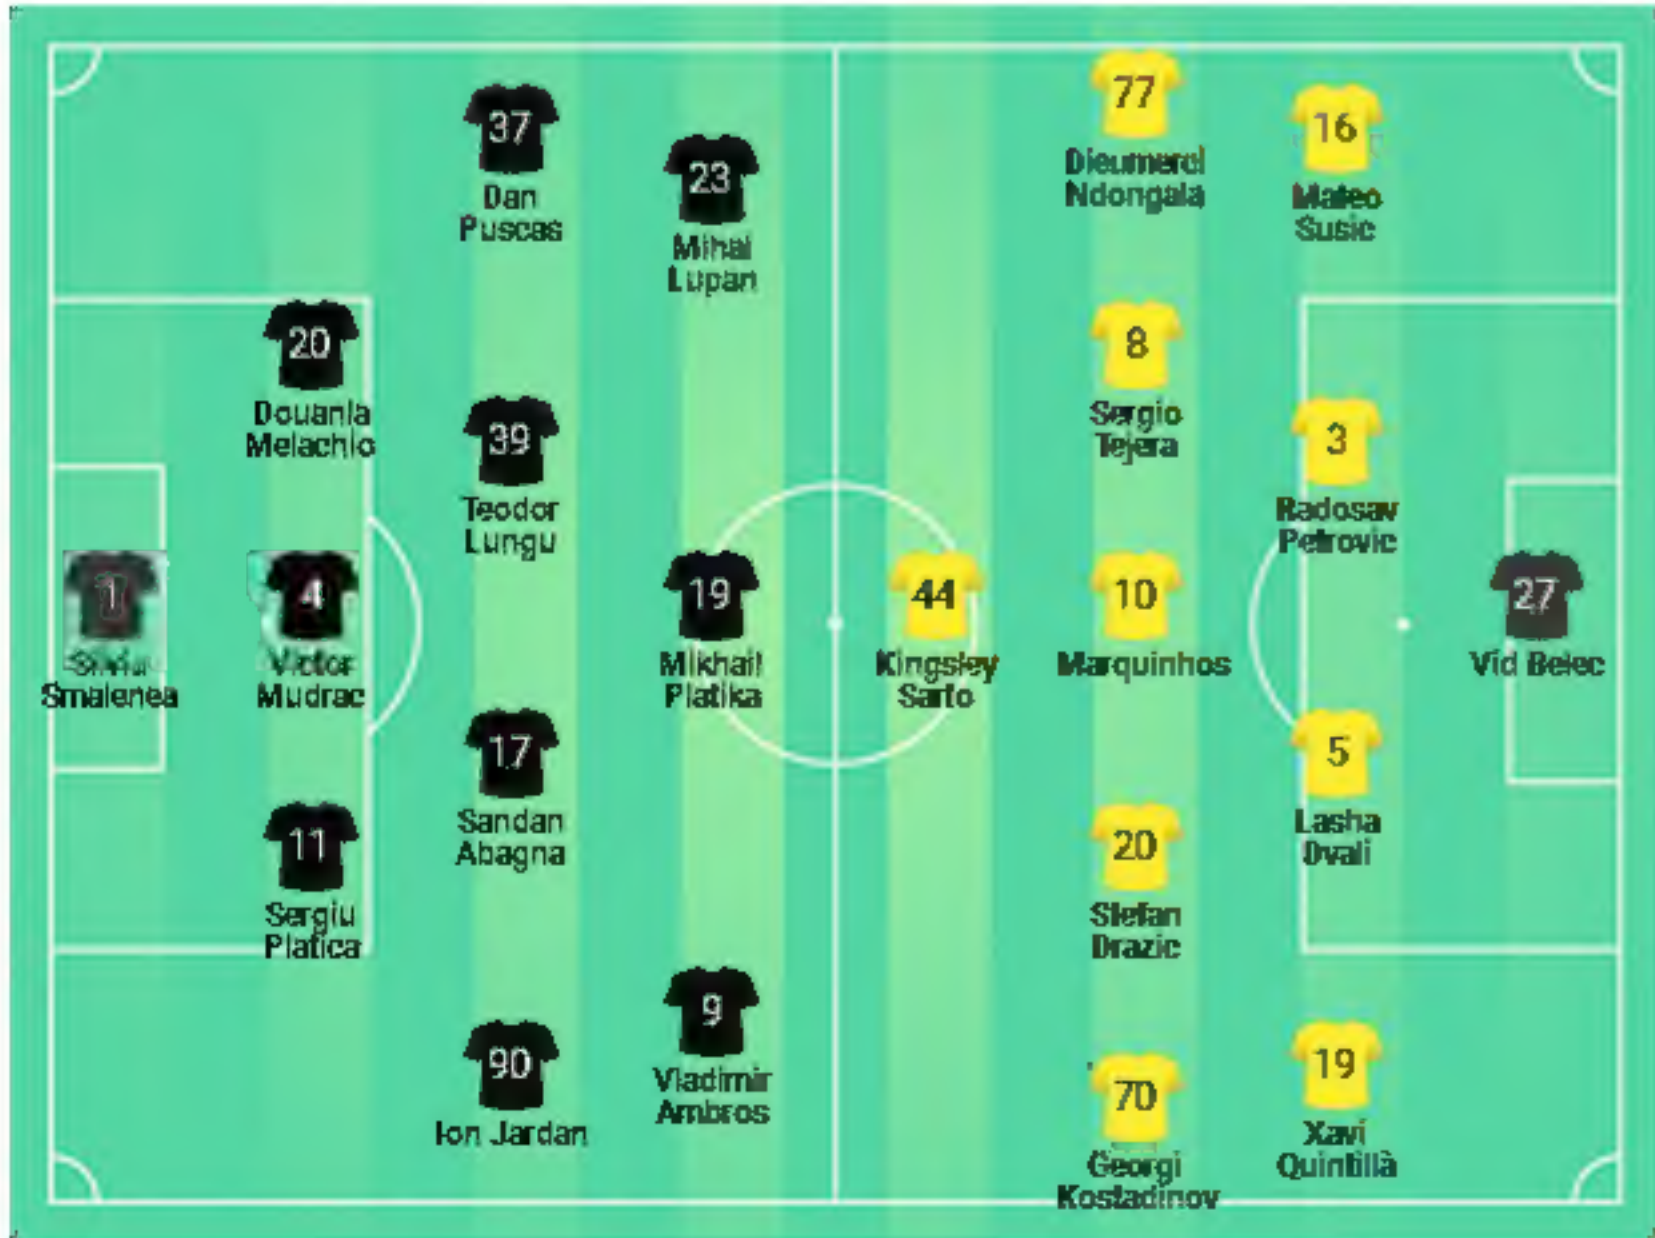 77
Dieumerci
Ndongala
16
Mateo
Susic
37
Dan
Puscas
23
Mihai
Lupan
20
Douanla
Melachio
8
Sergio
Tejera
39
Teodor
Lungu
3
Radosav
Petrovic
1
Silviu
Smalenea
4
Victor
Mudrac
19
Mikhail
Platika
44
Kingsley
Sarfo
10
Marquinhos
27
Vid Belec
17
Sandan
Abagna
5
Lasha
Dvali
11
Sergiu
Platica
20
Stefan
Drazic
9
Vladimir
Ambros
90
Ion Jardan
70
Georgi
Kostadinov
19
Xavi
Quintillà